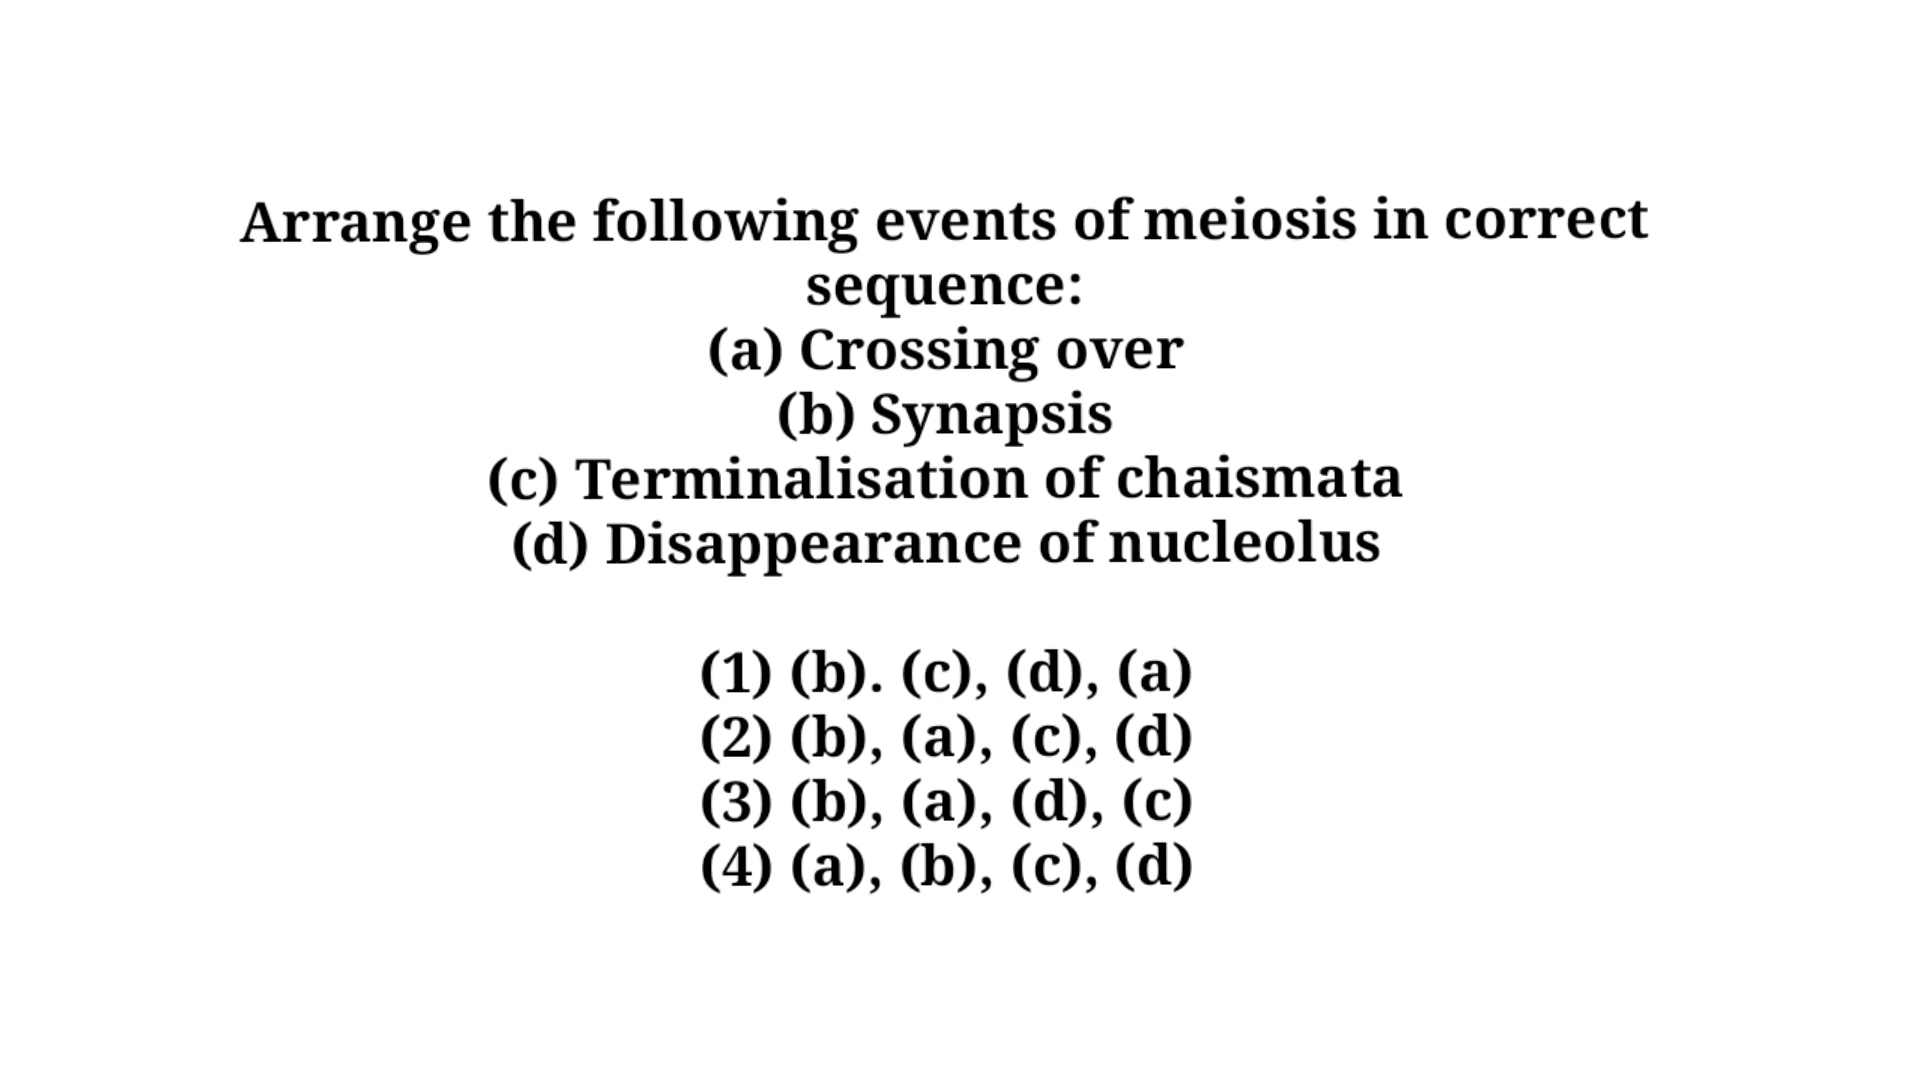 Arrange the following events of meiosis in correct
sequence:
(a) Crossing over
(b) Synapsis
(c) Terminalisation of chaismata
(d) Disappearance of nucleolus
(1) (b). (c), (d), (a)
(2) (b), (a), (c), (d)
(3) (b), (a), (d), (c)
(4) (a), (b), (c), (d)